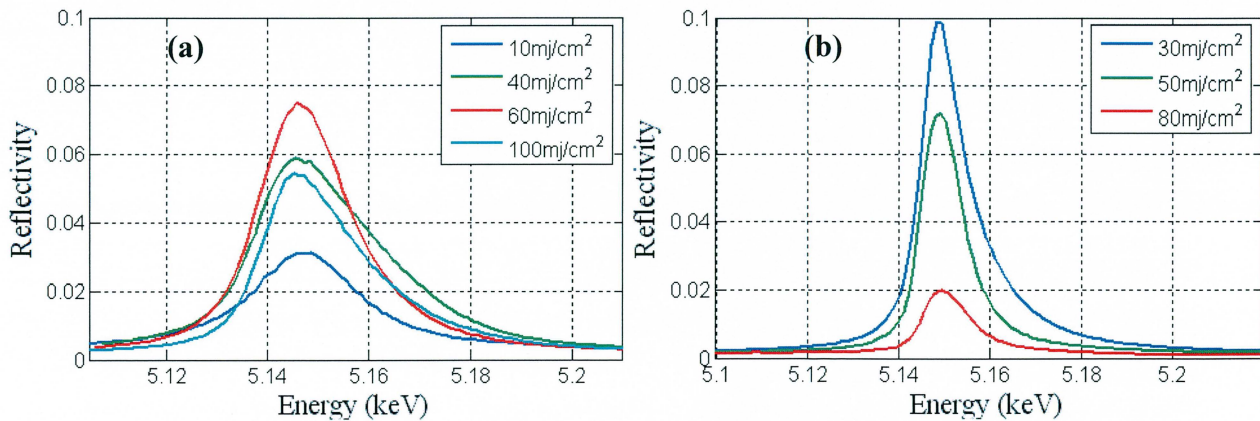 (a)
10mj/cm²
40mj/cm²
60mj/cm²
100mj/cm²
0.1
0.08
0.06
0.04
0.02
0
Reflectivity
5.12
5.14
5.16
5.18
5.2
Energy (keV)
(b)
30mj/cm²
50mj/cm²
80mj/cm²
0.1
0.08
0.06
0.04
0.02
0
Reflectivity
5.1
5.12
5.14
5.16
5.18
5.2
Energy (keV)